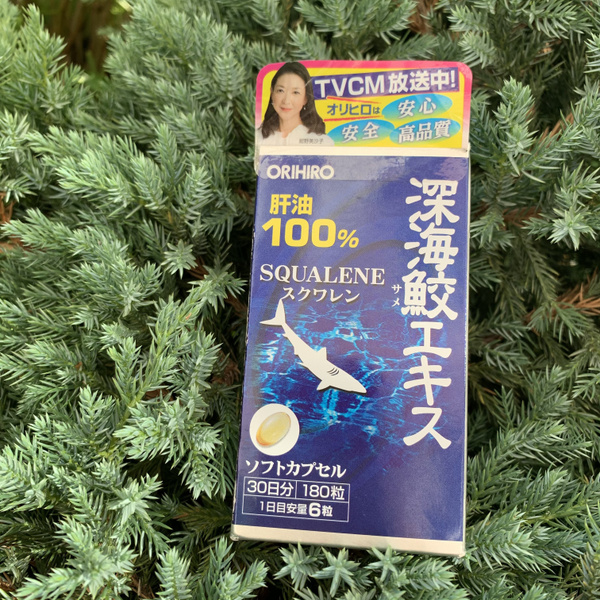 TVCM放送中!
オリヒロは
安心
安全
高品質
ORIHIRO
深海鮫エキス
サメ
肝油
100%
SQUALENE
スクワレン
ソフトカプセル
30日分 180粒
1日目安量6粒